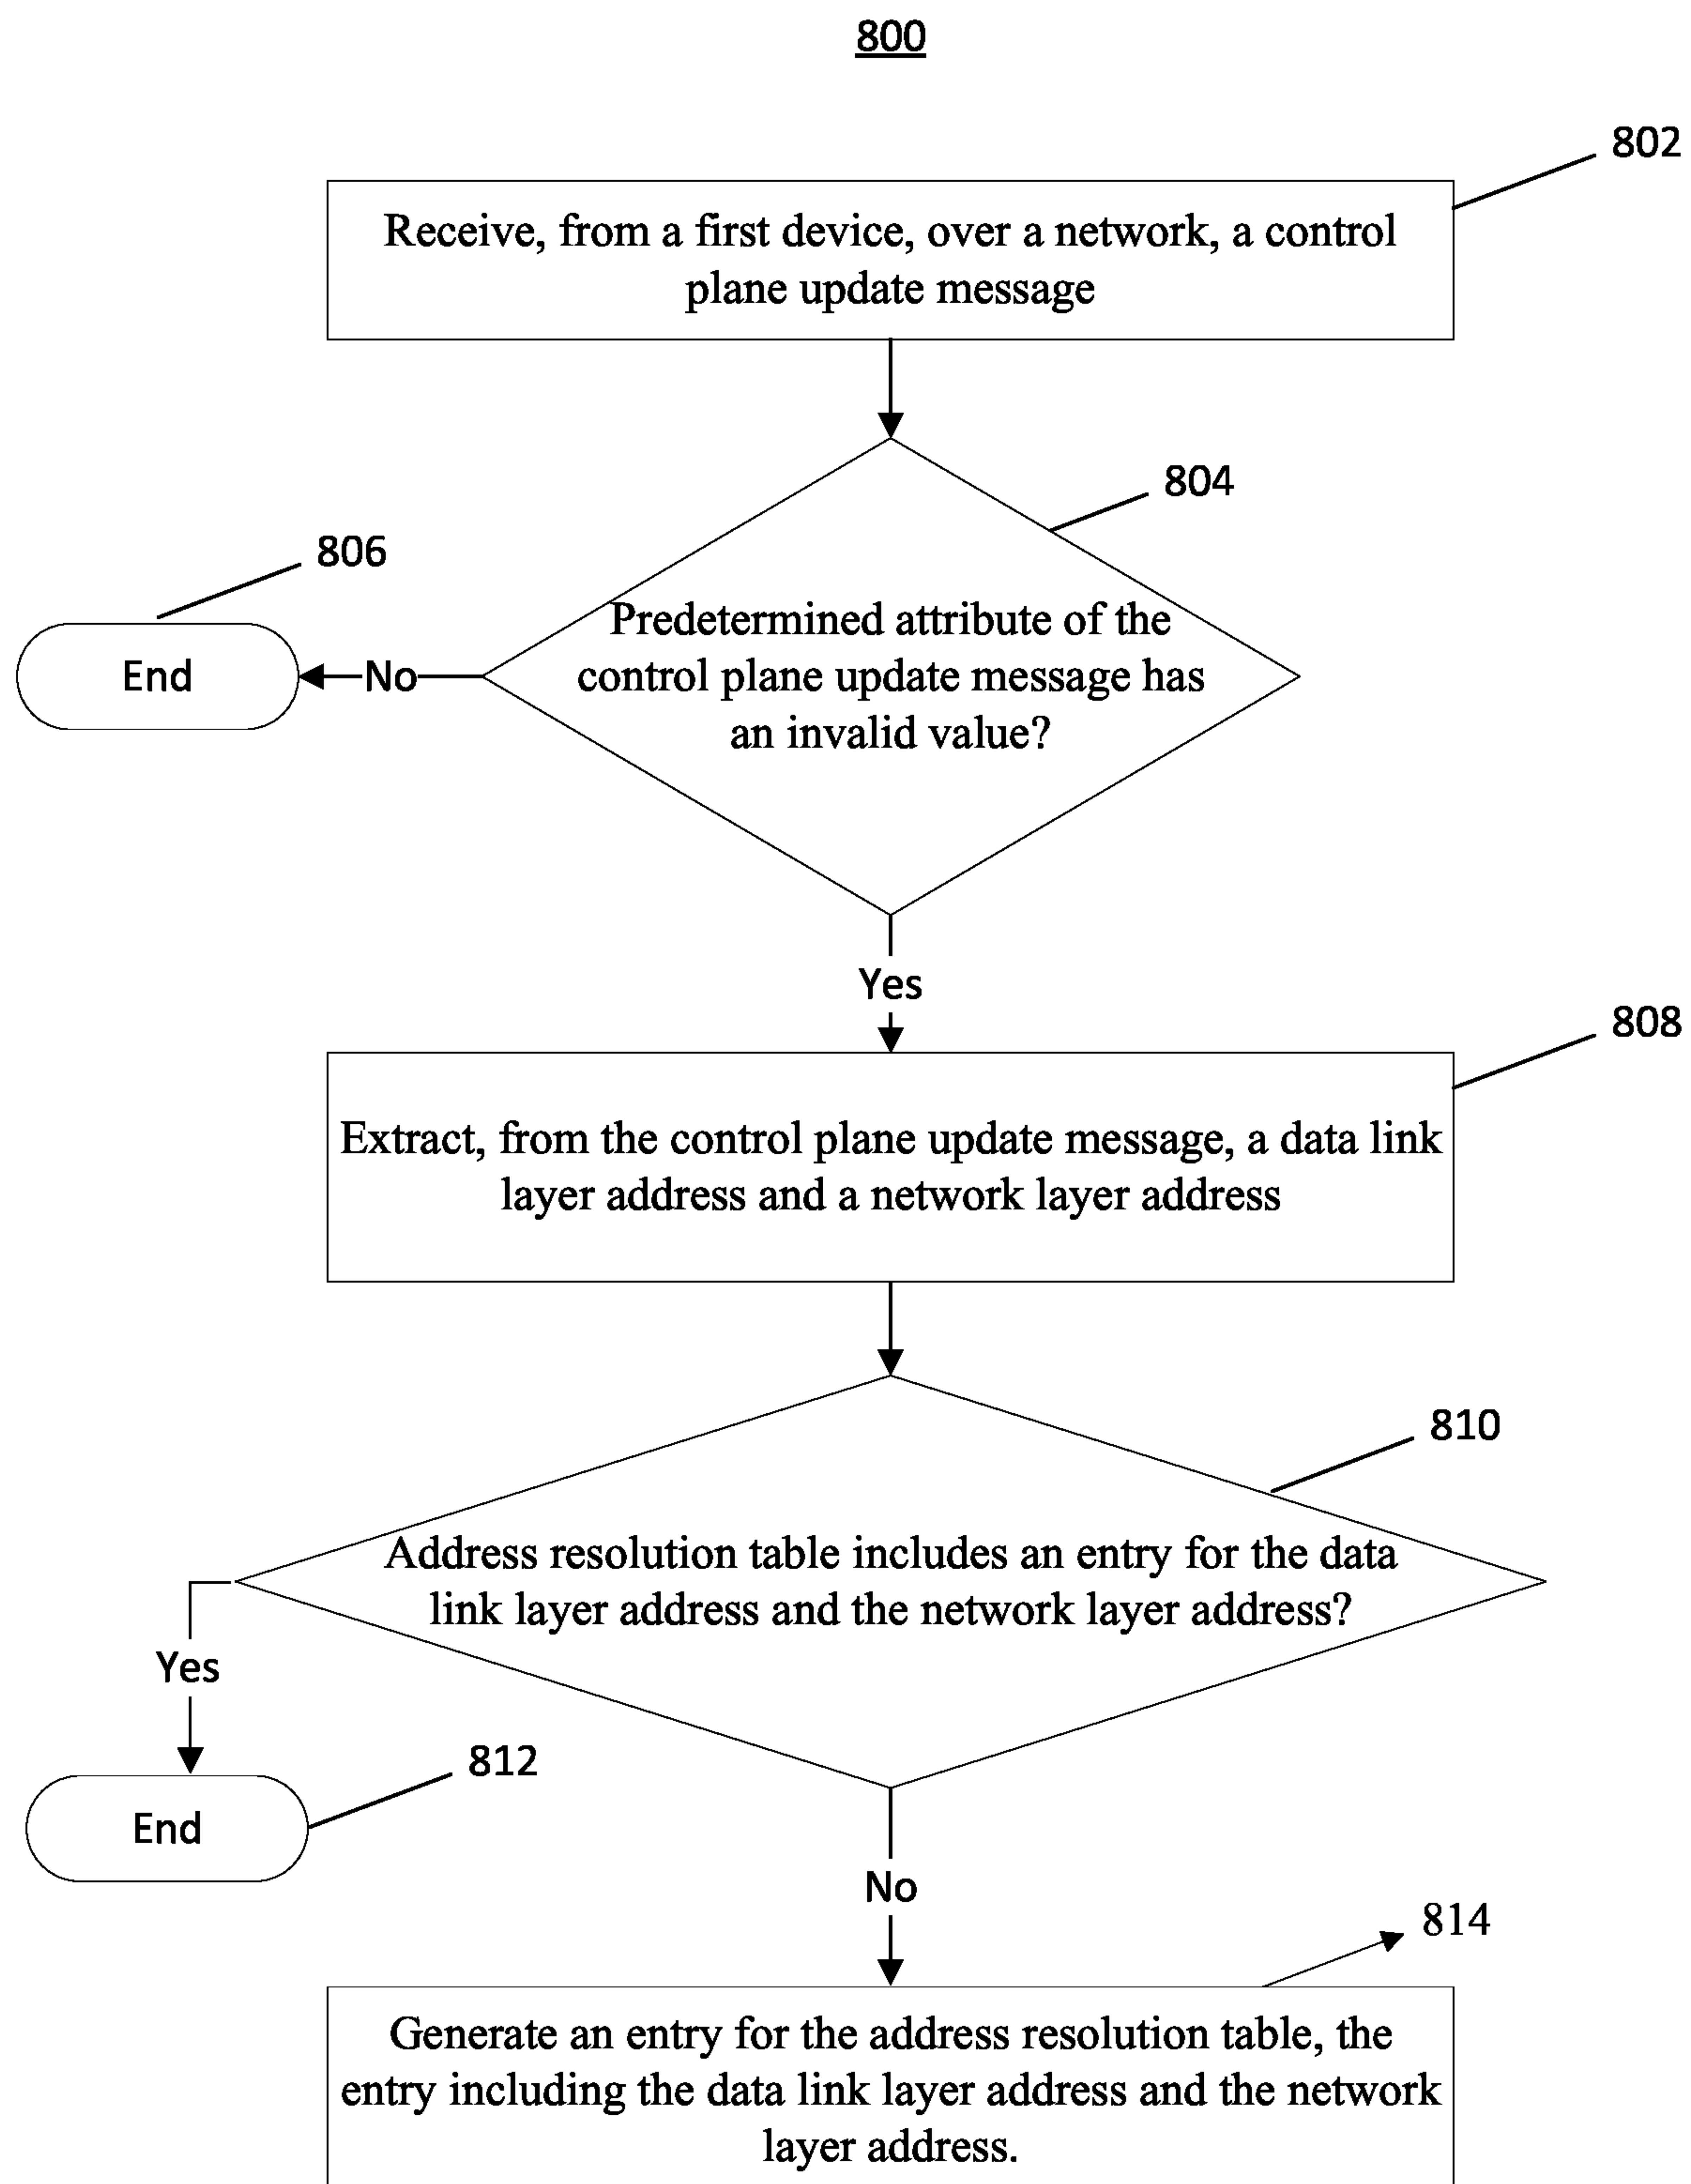 800
802
Receive, from a first device, over a network, a control
plane update message
804
806
Predetermined attribute of the
control plane update message has
an invalid value?
End
No
Yes
808
Extract, from the control plane update message, a data link
layer address and a network layer address
810
Address resolution table includes an entry for the data
link layer address and the network layer address?
Yes
812
End
No
814
Generate an entry for the address resolution table, the
entry including the data link layer address and the network
layer address.